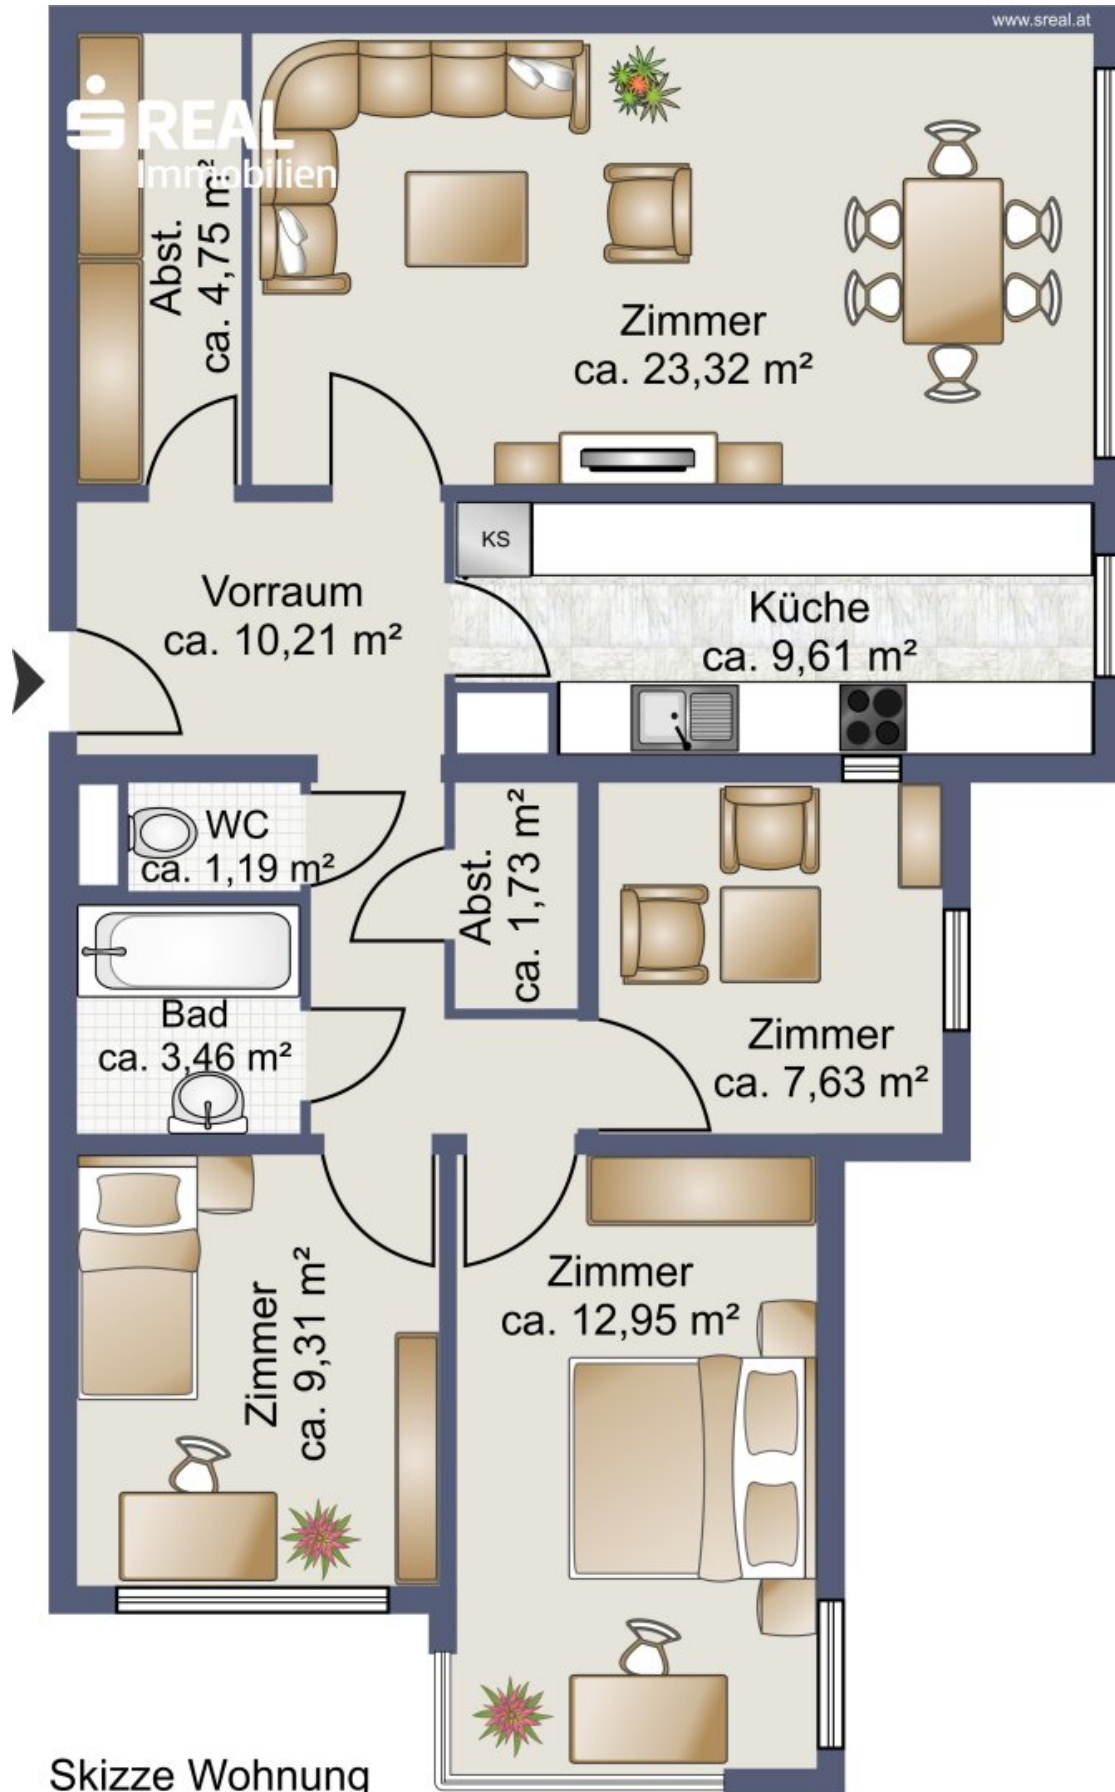 www.sreal.at
S REAL
Immobilien
Abst.
ca. 4,75 m²
Zimmer
ca. 23,32 m²
Vorraum
ca. 10,21 m²
KS
Küche
ca. 9,61 m²
WC
ca. 1,19 m²
Abst.
ca. 1,73 m²
Bad
ca. 3,46 m²
Zimmer
ca. 7,63 m²
Zimmer
ca. 9,31 m²
Zimmer
ca. 12,95 m²
Skizze Wohnung